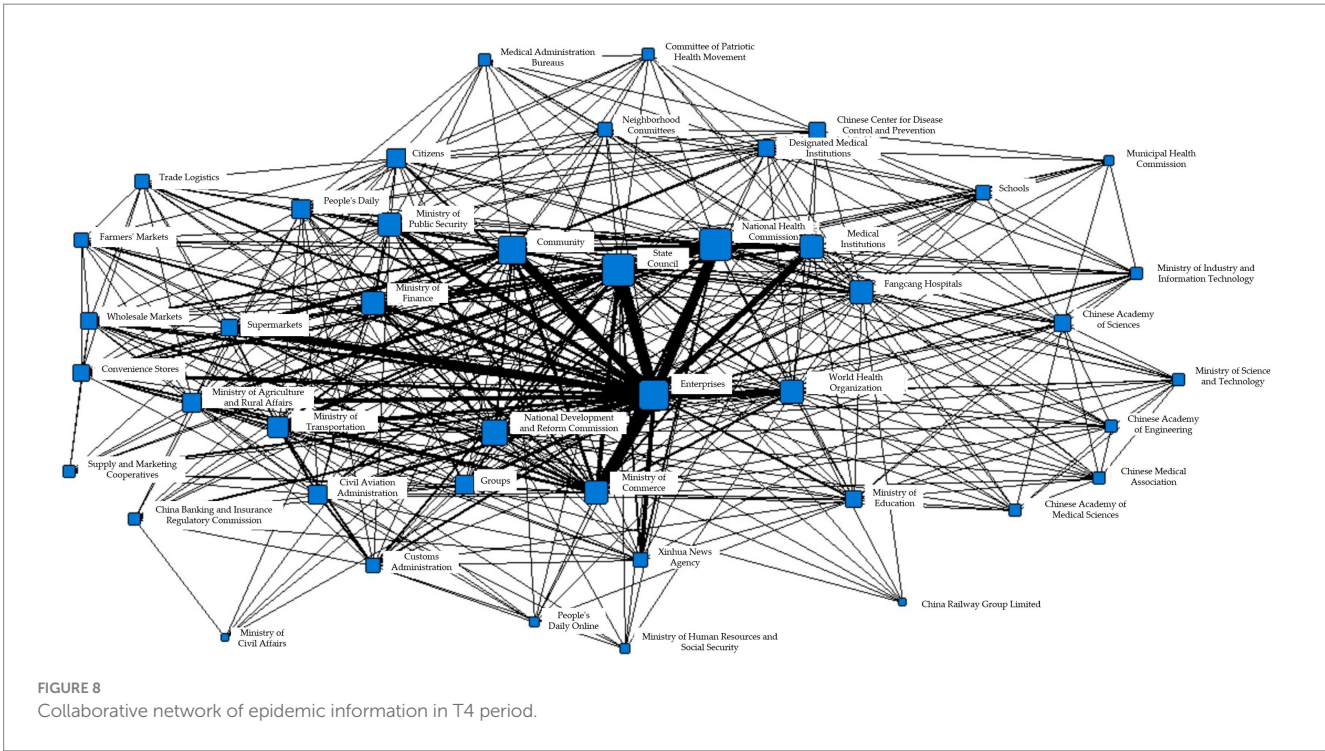 Medical Administration
Bureaus
Committee of Patriotic
Health Movement
Neighborhood
Committees
Chinese Center for Disease
Control and Prevention
Citizens
Designated Medical
Institutions
Municipal Health
Commission
Trade Logistics
Schools
People's Daily
Ministry of
Public Security
Farmers' Markets
Community
National Health
Commission
Medical
Institutions
State
Council
Ministry of Industry and
Information Technology
Ministry of
Finance
Fangcang Hospitals
Wholesale Markets
Supermarkets
Chinese Academy
of Sciences
Convenience Stores
Enterprises
World Health
Organization
Ministry of Science
and Technology
Ministry of Agriculture
and Rural Affairs
Ministry of
Transportation
National Development
and Reform Commission
Chinese Academy
of Engineering
Supply and Marketing
Cooperatives
Civil Aviation
Administration
Groups
Ministry of
Commerce
Chinese Medical
Association
China Banking and Insurance
Regulatory Commission
Ministry of
Education
Chinese Academy of
Medical Sciences
Customs
Administration
Xinhua News
Agency
China Railway Group Limited
People's
Daily Online
Ministry of
Civil Affairs
Ministry of Human Resources and
Social Security
FIGURE 8
Collaborative network of epidemic information in T4 period.